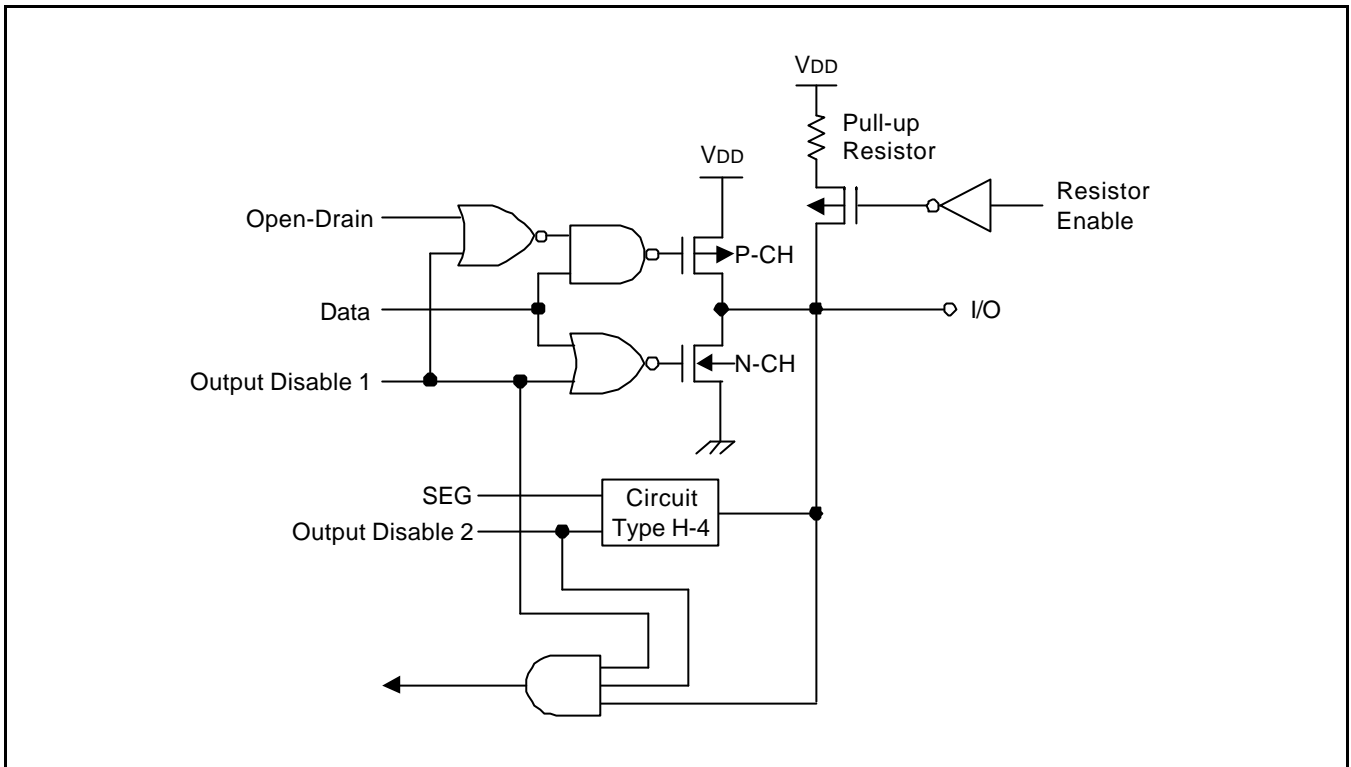 VDD
Pull-up
Resistor
VDD
Resistor
Enable
Open-Drain
P-CH
Data
I/O
N-CH
Output Disable 1
SEG
Circuit
Type H-4
Output Disable 2